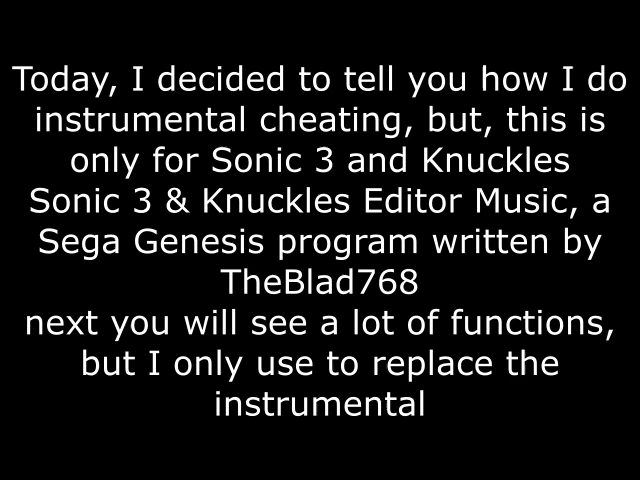 Today, I decided to tell you how I do
instrumental cheating, but, this is
only for Sonic 3 and Knuckles
Sonic 3 & Knuckles Editor Music, a
Sega Genesis program written by
TheBlad768
next you will see a lot of functions,
but I only use to replace the
instrumental